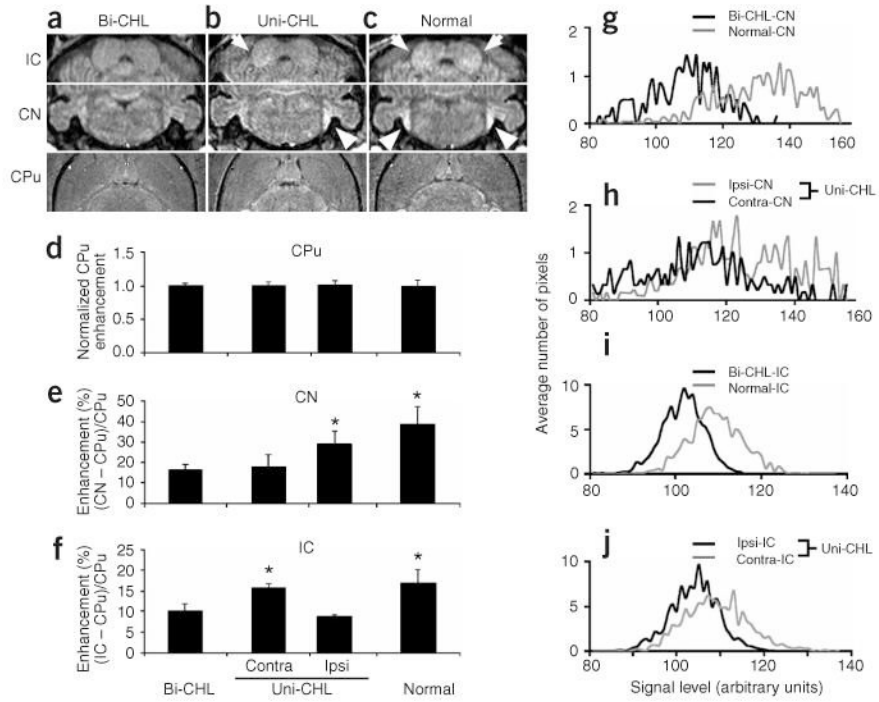 a
Bi-CHL
b
Uni-CHL
c
Normal
IC
CN
CPu
d
CPu
Normalized CPu
enhancement
1.5
1.0
0.5
0.0
e
CN
Enhancement (%)
(CN – CPu)/CPu
50
40
30
20
10
0
*
*
f
IC
Enhancement (%)
(IC – CPu)/CPu
25
20
15
10
5
0
*
*
Contra
Ipsi
Bi-CHL
Uni-CHL
Normal
g
Bi-CHL-CN
Normal-CN
2
1
0
80
100
120
140
160
h
Ipsi-CN
Contra-CN
Uni-CHL
2
1
0
80
100
120
140
160
Average number of pixels
i
Bi-CHL-IC
Normal-IC
10
5
0
80
100
120
140
j
Ipsi-IC
Contra-IC
Uni-CHL
10
5
0
80
100
120
140
Signal level (arbitrary units)